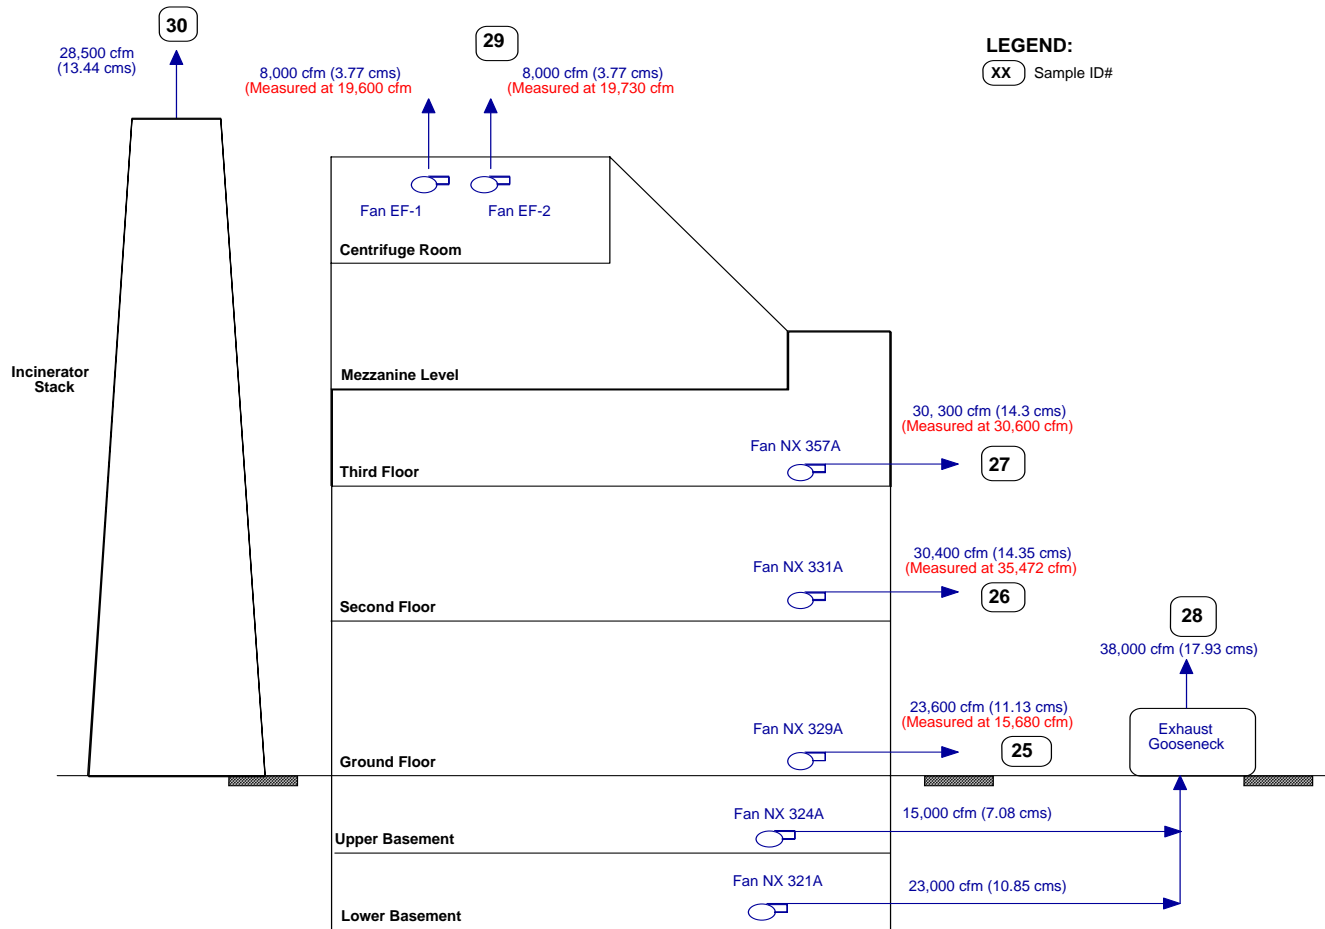 30
28,500 cfm
(13.44 cms)
29
8,000 cfm (3.77 cms)
(Measured at 19,600 cfm
8,000 cfm (3.77 cms)
(Measured at 19,730 cfm
LEGEND:
XX Sample ID#
Fan EF-1
Fan EF-2
Centrifuge Room
Incinerator
Stack
Mezzanine Level
30, 300 cfm (14.3 cms)
(Measured at 30,600 cfm)
Fan NX 357A
27
Third Floor
30,400 cfm (14.35 cms)
(Measured at 35,472 cfm)
Fan NX 331A
26
Second Floor
28
38,000 cfm (17.93 cms)
23,600 cfm (11.13 cms)
(Measured at 15,680 cfm)
Fan NX 329A
25
Exhaust
Gooseneck
Ground Floor
Fan NX 324A
15,000 cfm (7.08 cms)
Upper Basement
Fan NX 321A
23,000 cfm (10.85 cms)
Lower Basement